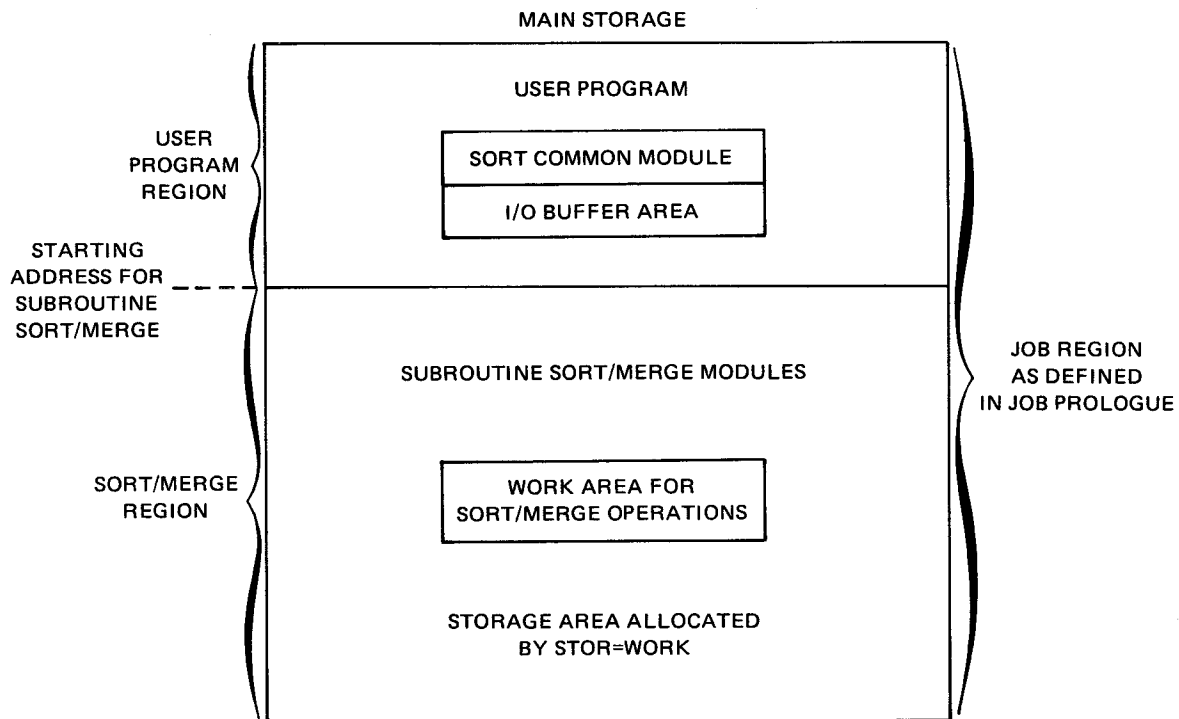 MAIN STORAGE
USER PROGRAM
SORT COMMON MODULE
I/O BUFFER AREA
USER
PROGRAM
REGION
STARTING
ADDRESS FOR
SUBROUTINE
SORT/MERGE
SUBROUTINE SORT/MERGE MODULES
JOB REGION
AS DEFINED
IN JOB PROLOGUE
SORT/MERGE
REGION
WORK AREA FOR
SORT/MERGE OPERATIONS
STORAGE AREA ALLOCATED
BY STOR=WORK